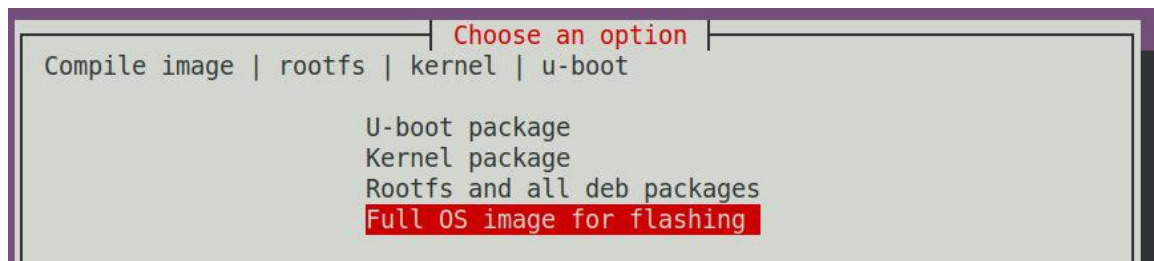 Choose an option
Compile image | rootfs | kernel | u-boot
U-boot package
Kernel package
Rootfs and all deb packages
Full OS image for flashing